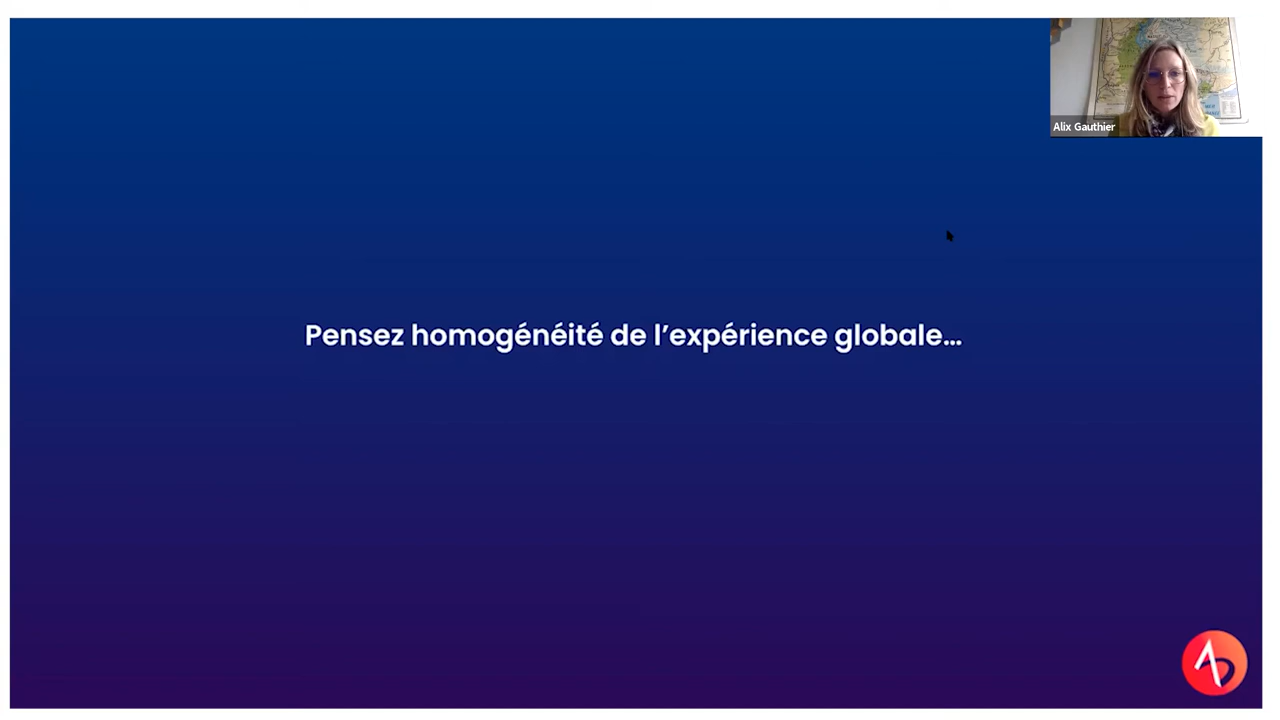 Alix Gauthier
Pensez homogénéité de l’expérience globale…